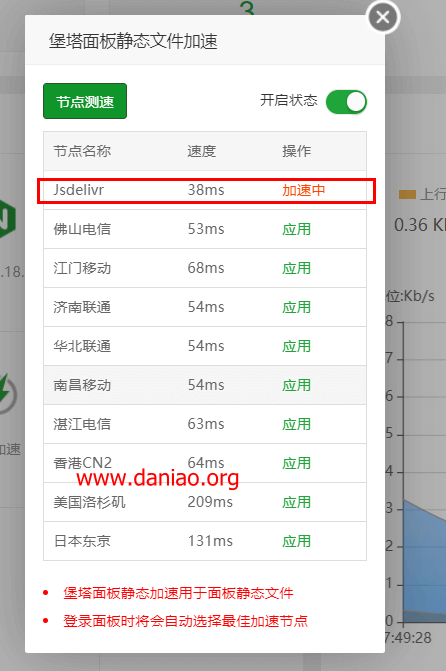 3
堡塔面板静态文件加速
节点测速
开启状态
节点名称 速度 操作
Jsdelivr 38ms 加速中
佛山电信 53ms 应用
江门移动 68ms 应用
济南联通 54ms 应用
华北联通 54ms 应用
南昌移动 54ms 应用
湛江电信 63ms 应用
香港CN2 64ms 应用
www.daniao.org
美国洛杉矶 209ms 应用
日本东京 131ms 应用
堡塔面板静态加速用于面板静态文件
登录面板时将会自动选择最佳加速节点
N
.18.
加速
上行
0.36 K
位:Kb/s
8
7
6
5
4
3
2
1
0
7:49:28